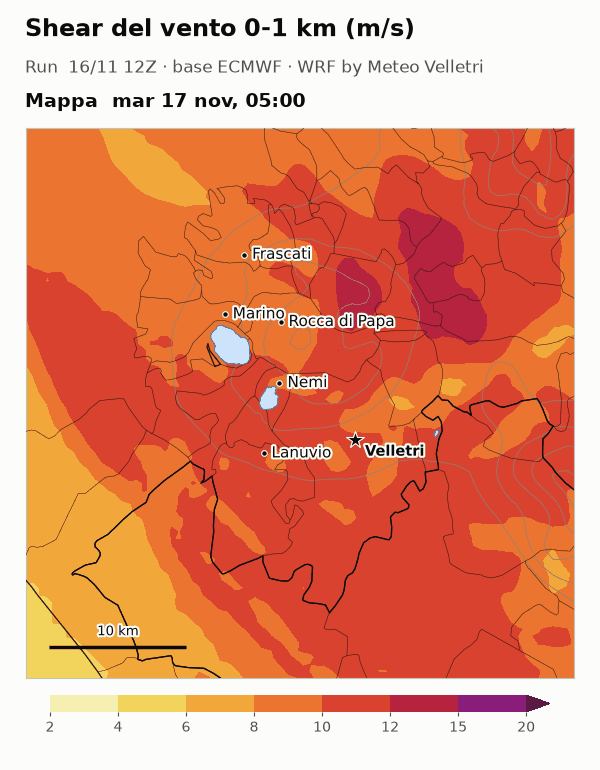 Shear del vento 0-1 km (m/s)
Run  16/11 12Z · base ECMWF · WRF by Meteo Velletri
Mappa  mar 17 nov, 05:00
Frascati
Marino
Rocca di Papa
Nemi
Velletri
Lanuvio
10 km
2 4 6 8 10 12 15 20